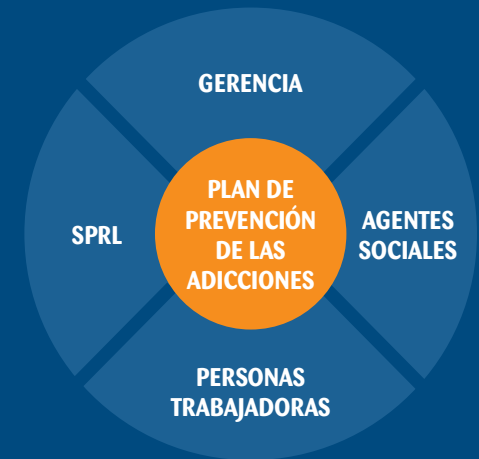 GERENCIA
SPRL
PLAN DE
PREVENCIÓN
DE LAS
ADICCIONES
AGENTES
SOCIALES
PERSONAS
TRABAJADORAS